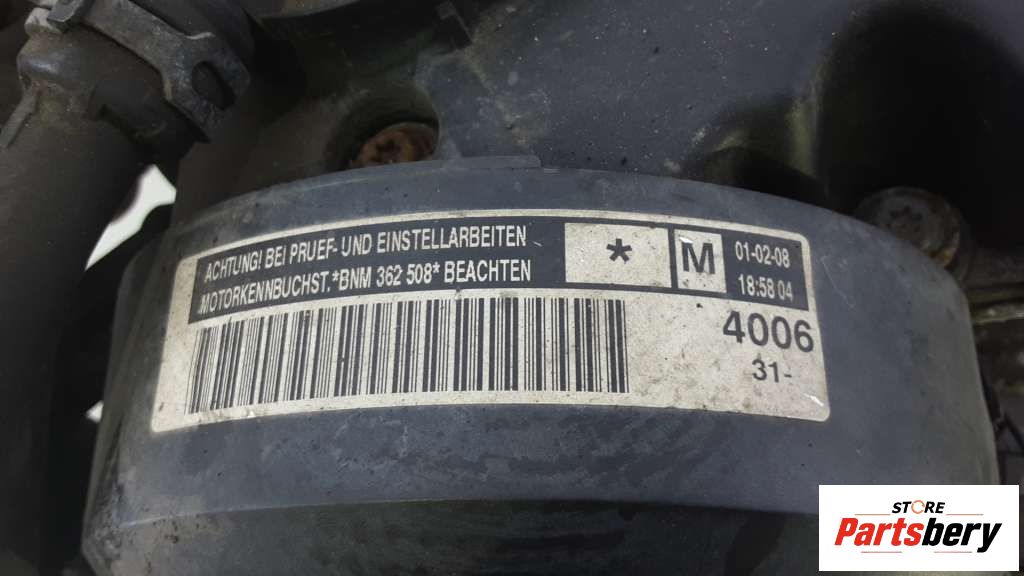 ACHTUNG! BEI PRUEF- UND EINSTELLARBEITEN
MOTORKENNBUCHST. *BNM 362 508* BEACHTEN
*
M
01-02-08
18:58 04
4006
31-
STORE
Partsbery